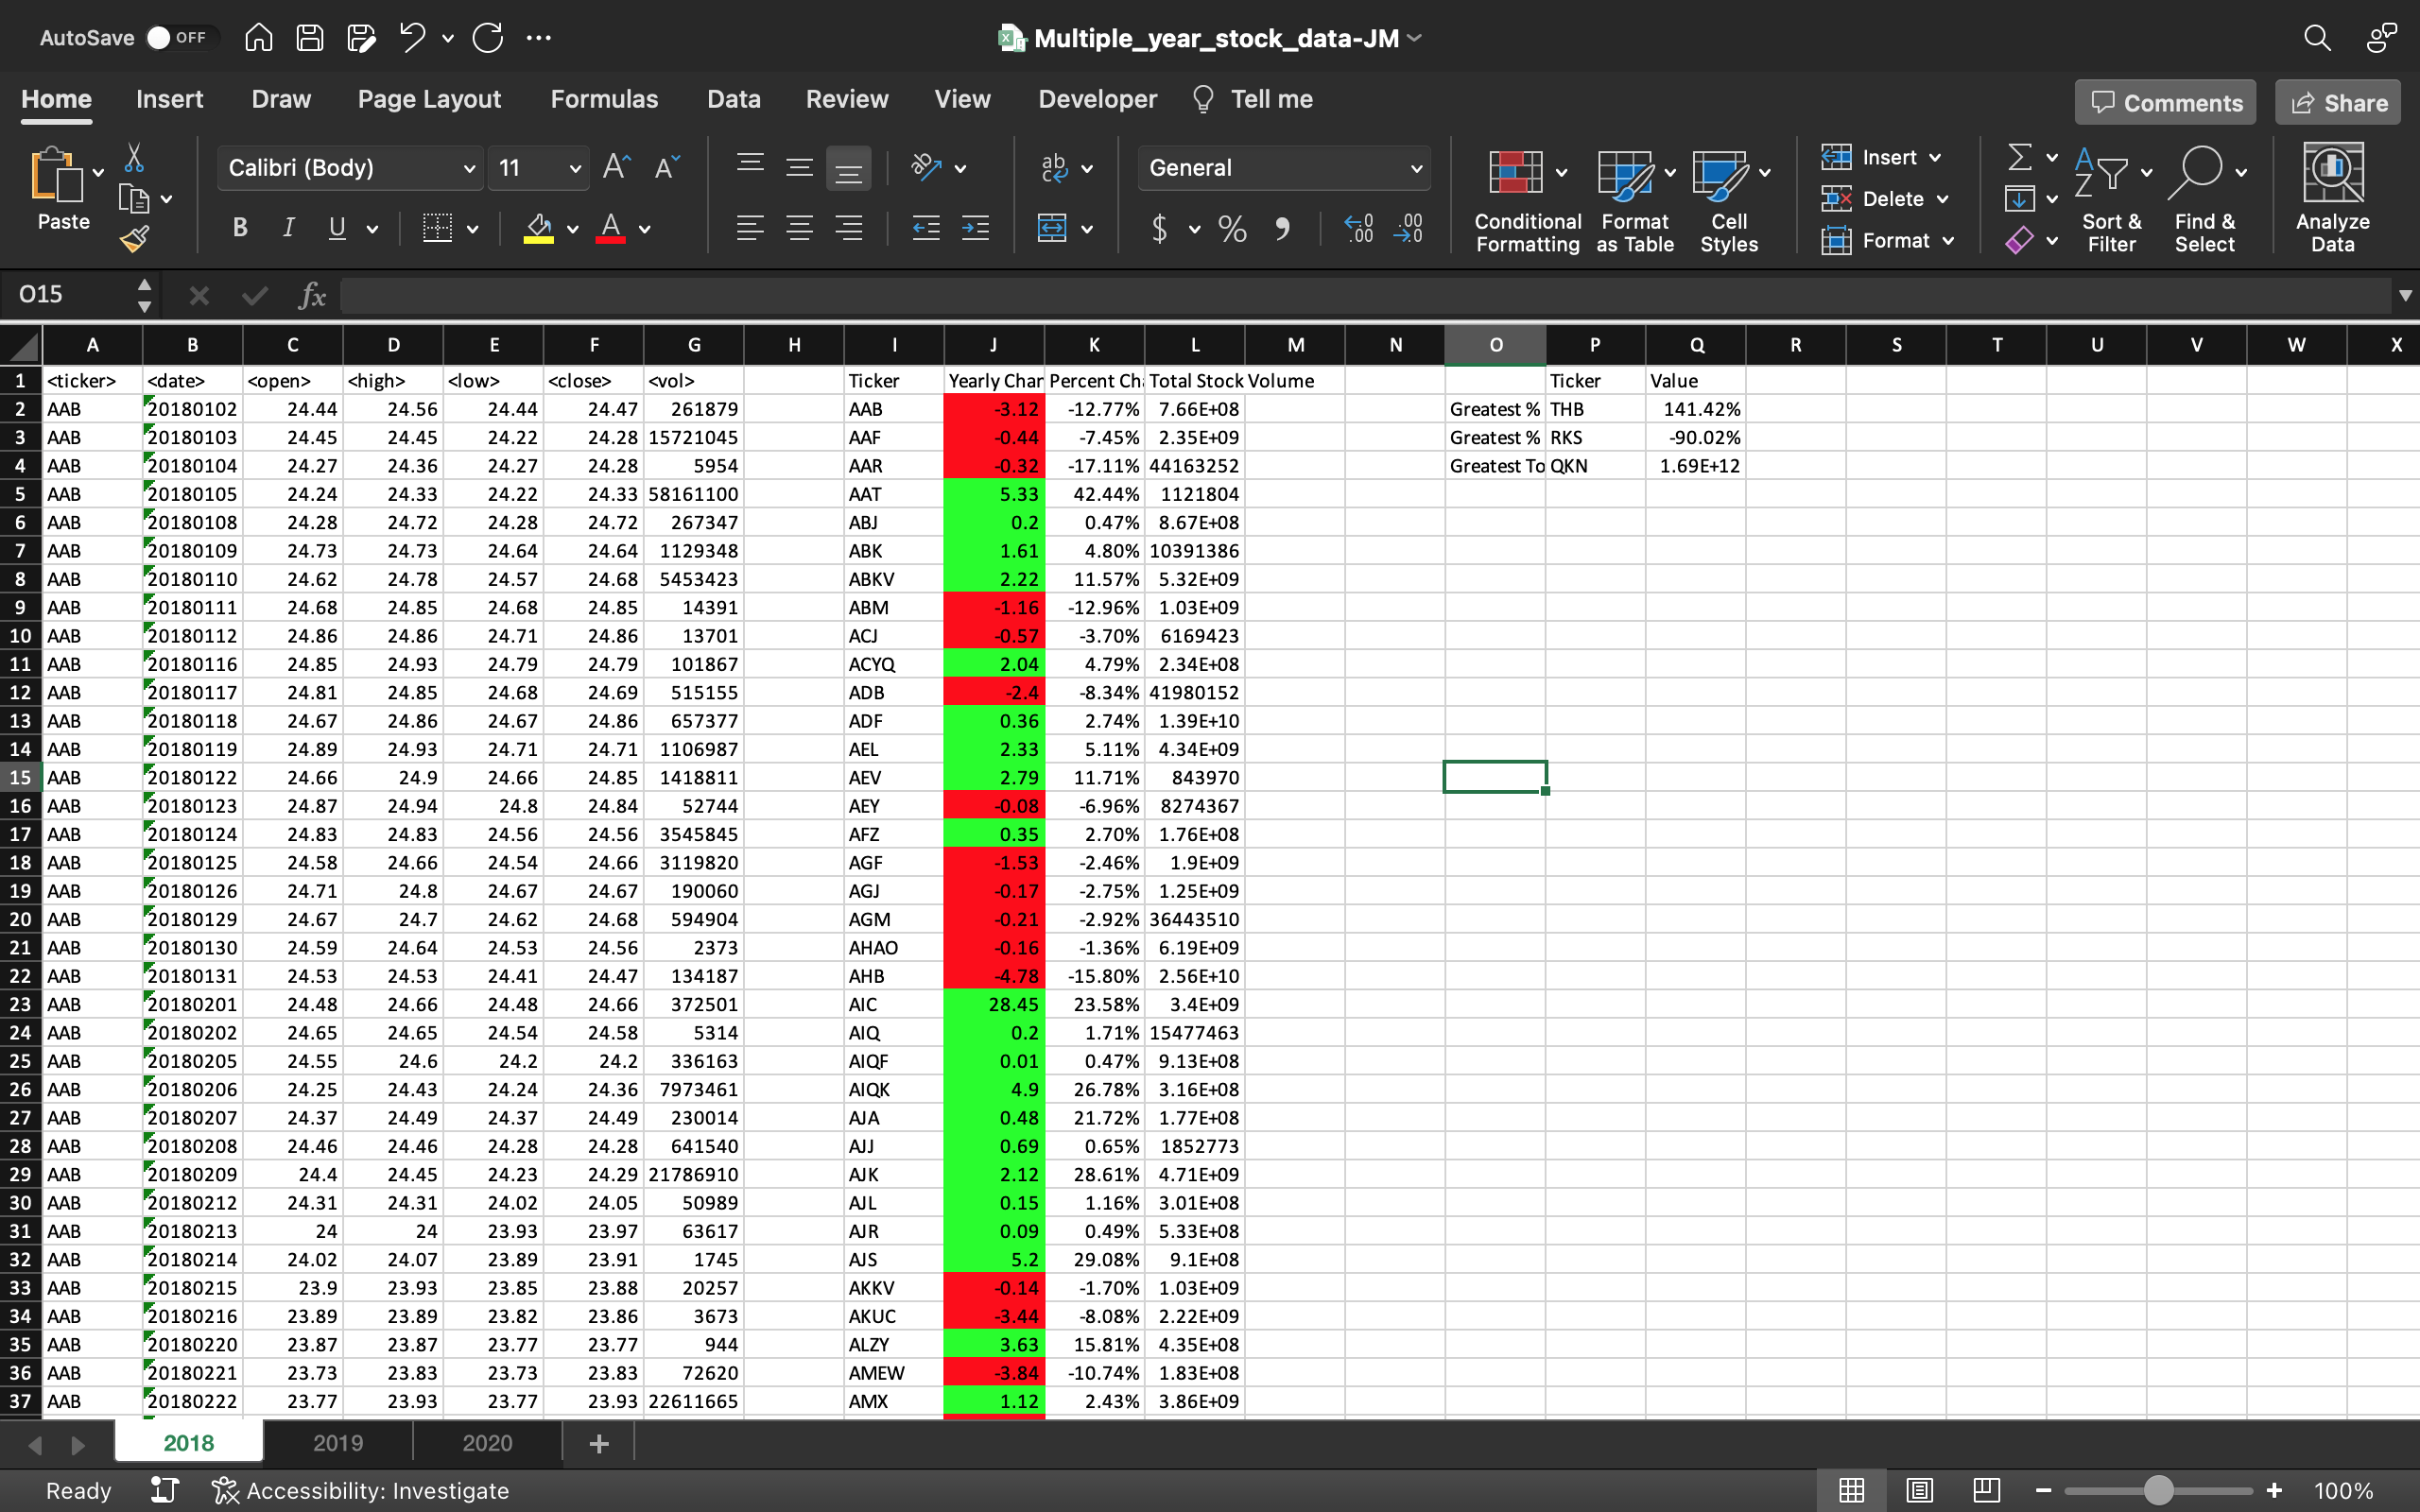 AutoSave OFF Multiple_year_stock_data-JM
Home Insert Draw Page Layout Formulas Data Review View Developer Tell me Comments Share
Paste Calibri (Body) 11 A A B I U A ab c General $ % , .0 .00 .00 .0 Conditional Formatting Format as Table Cell Styles Insert Delete Format A Z Sort & Filter Find & Select Analyze Data
O15 fx
A B C D E F G H I J K L M N O P Q R S T U V W X
1 <ticker> <date> <open> <high> <low> <close> <vol> Ticker Yearly Char Percent Ch Total Stock Volume Ticker Value
2 AAB 20180102 24.44 24.56 24.44 24.47 261879 AAB -3.12 -12.77% 7.66E+08 Greatest % THB 141.42%
3 AAB 20180103 24.45 24.45 24.22 24.28 15721045 AAF -0.44 -7.45% 2.35E+09 Greatest % RKS -90.02%
4 AAB 20180104 24.27 24.36 24.27 24.28 5954 AAR -0.32 -17.11% 44163252 Greatest To QKN 1.69E+12
5 AAB 20180105 24.24 24.33 24.22 24.33 58161100 AAT 5.33 42.44% 1121804
6 AAB 20180108 24.28 24.72 24.28 24.72 267347 ABJ 0.2 0.47% 8.67E+08
7 AAB 20180109 24.73 24.73 24.64 24.64 1129348 ABK 1.61 4.80% 10391386
8 AAB 20180110 24.62 24.78 24.57 24.68 5453423 ABKV 2.22 11.57% 5.32E+09
9 AAB 20180111 24.68 24.85 24.68 24.85 14391 ABM -1.16 -12.96% 1.03E+09
10 AAB 20180112 24.86 24.86 24.71 24.86 13701 ACJ -0.57 -3.70% 6169423
11 AAB 20180116 24.85 24.93 24.79 24.79 101867 ACYQ 2.04 4.79% 2.34E+08
12 AAB 20180117 24.81 24.85 24.68 24.69 515155 ADB -2.4 -8.34% 41980152
13 AAB 20180118 24.67 24.86 24.67 24.86 657377 ADF 0.36 2.74% 1.39E+10
14 AAB 20180119 24.89 24.93 24.71 24.71 1106987 AEL 2.33 5.11% 4.34E+09
15 AAB 20180122 24.66 24.9 24.66 24.85 1418811 AEV 2.79 11.71% 843970
16 AAB 20180123 24.87 24.94 24.8 24.84 52744 AEY -0.08 -6.96% 8274367
17 AAB 20180124 24.83 24.83 24.56 24.56 3545845 AFZ 0.35 2.70% 1.76E+08
18 AAB 20180125 24.58 24.66 24.54 24.66 3119820 AGF -1.53 -2.46% 1.9E+09
19 AAB 20180126 24.71 24.8 24.67 24.67 190060 AGJ -0.17 -2.75% 1.25E+09
20 AAB 20180129 24.67 24.7 24.62 24.68 594904 AGM -0.21 -2.92% 36443510
21 AAB 20180130 24.59 24.64 24.53 24.56 2373 AHAO -0.16 -1.36% 6.19E+09
22 AAB 20180131 24.53 24.53 24.41 24.47 134187 AHB -4.78 -15.80% 2.56E+10
23 AAB 20180201 24.48 24.66 24.48 24.66 372501 AIC 28.45 23.58% 3.4E+09
24 AAB 20180202 24.65 24.65 24.54 24.58 5314 AIQ 0.2 1.71% 15477463
25 AAB 20180205 24.55 24.6 24.2 24.2 336163 AIQF 0.01 0.47% 9.13E+08
26 AAB 20180206 24.25 24.43 24.24 24.36 7973461 AIQK 4.9 26.78% 3.16E+08
27 AAB 20180207 24.37 24.49 24.37 24.49 230014 AJA 0.48 21.72% 1.77E+08
28 AAB 20180208 24.46 24.46 24.28 24.28 641540 AJJ 0.69 0.65% 1852773
29 AAB 20180209 24.4 24.45 24.23 24.29 21786910 AJK 2.12 28.61% 4.71E+09
30 AAB 20180212 24.31 24.31 24.02 24.05 50989 AJL 0.15 1.16% 3.01E+08
31 AAB 20180213 24 24 23.93 23.97 63617 AJR 0.09 0.49% 5.33E+08
32 AAB 20180214 24.02 24.07 23.89 23.91 1745 AJS 5.2 29.08% 9.1E+08
33 AAB 20180215 23.9 23.93 23.85 23.88 20257 AKKV -0.14 -1.70% 1.03E+09
34 AAB 20180216 23.89 23.89 23.82 23.86 3673 AKUC -3.44 -8.08% 2.22E+09
35 AAB 20180220 23.87 23.87 23.77 23.77 944 ALZY 3.63 15.81% 4.35E+08
36 AAB 20180221 23.73 23.83 23.73 23.83 72620 AMEW -3.84 -10.74% 1.83E+08
37 AAB 20180222 23.77 23.93 23.77 23.93 22611665 AMX 1.12 2.43% 3.86E+09
2018 2019 2020 +
Ready Accessibility: Investigate 100%